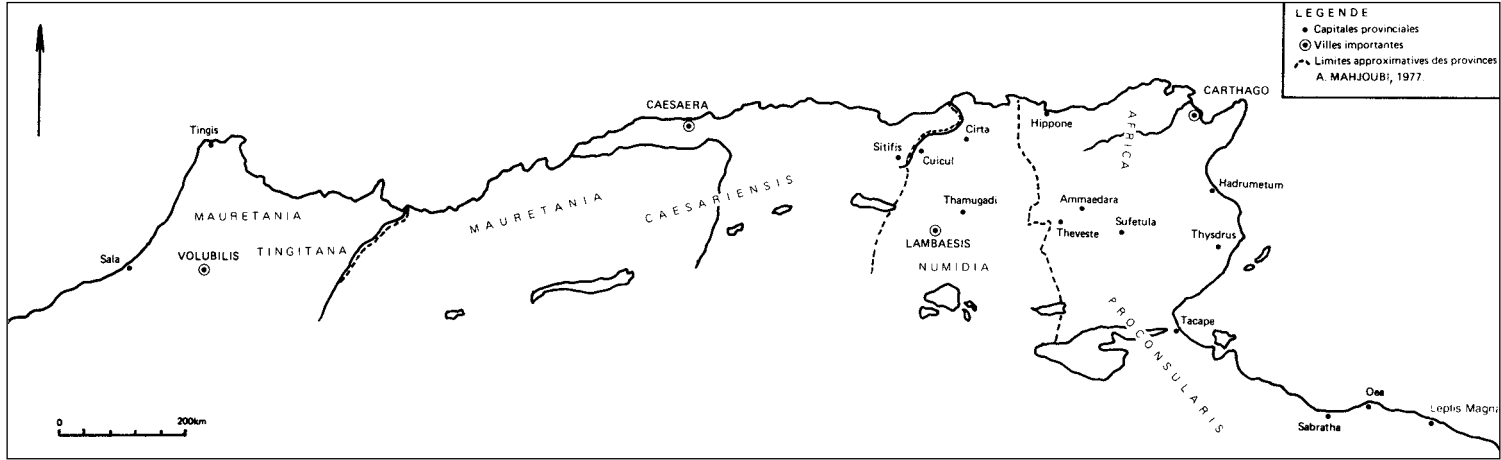 LEGENDE
Capitales provinciales
Villes importantes
Limites approximatives des provinces
A. MAHJOUBI, 1977.
CARTHAGO
CAESAERA
Tingis
Hippone
AFRICA
Cirta
Sitifis
Cuicul
MAURETANIA
CAESARIENSIS
Hadrumetum
MAURETANIA
Thamugadi
Ammaedara
Theveste
Sufetula
TINGITANA
VOLUBILIS
Sala
LAMBAESIS
NUMIDIA
Thysdrus
PROCONSULARIS
Tacape
0 200km
Oea
Leplis Magna
Sabratha